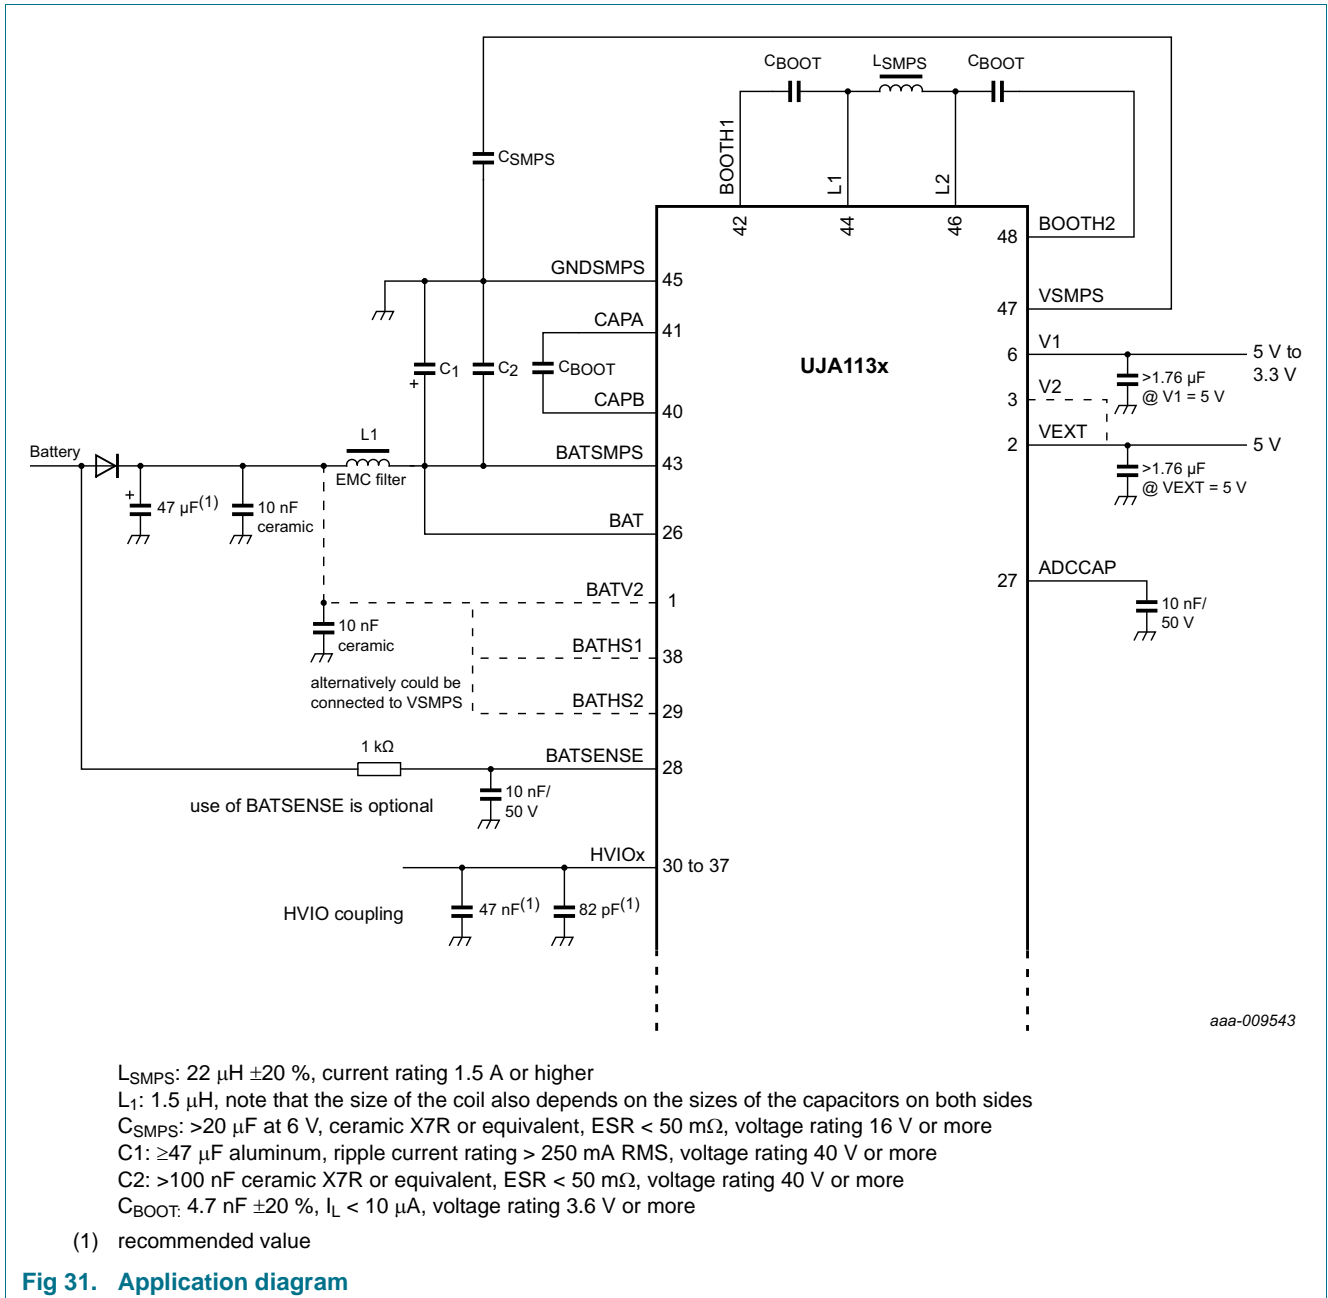 CBOOT
LSMPS
CBOOT
CSMPS
BOOTH1
L1
L2
42
44
46
48
BOOTH2
GNDSMPS
45
47
VSMPS
CAPA
41
6
V1
5 V to
3.3 V
UJA113x
C1
+
C2
CBOOT
>1.76 µF
@ V1 = 5 V
3
V2
CAPB
40
2
VEXT
5 V
Battery
L1
EMC filter
BATSMPS
43
>1.76 µF
@ VEXT = 5 V
+
47 µF(1)
10 nF
ceramic
BAT
26
27
ADCCAP
10 nF/
50 V
BATV2
1
10 nF
ceramic
BATHS1
38
alternatively could be
connected to VSMPS
BATHS2
29
1 kΩ
BATSENSE
28
use of BATSENSE is optional
10 nF/
50 V
HVIOx
30 to 37
HVIO coupling
47 nF(1)
82 pF(1)
aaa-009543
LSMPS: 22 μH ±20 %, current rating 1.5 A or higher
L1: 1.5 μH, note that the size of the coil also depends on the sizes of the capacitors on both sides
CSMPS: >20 μF at 6 V, ceramic X7R or equivalent, ESR < 50 mΩ, voltage rating 16 V or more
C1: ≥47 μF aluminum, ripple current rating > 250 mA RMS, voltage rating 40 V or more
C2: >100 nF ceramic X7R or equivalent, ESR < 50 mΩ, voltage rating 40 V or more
CBOOT: 4.7 nF ±20 %, IL < 10 μA, voltage rating 3.6 V or more
(1) recommended value
Fig 31. Application diagram